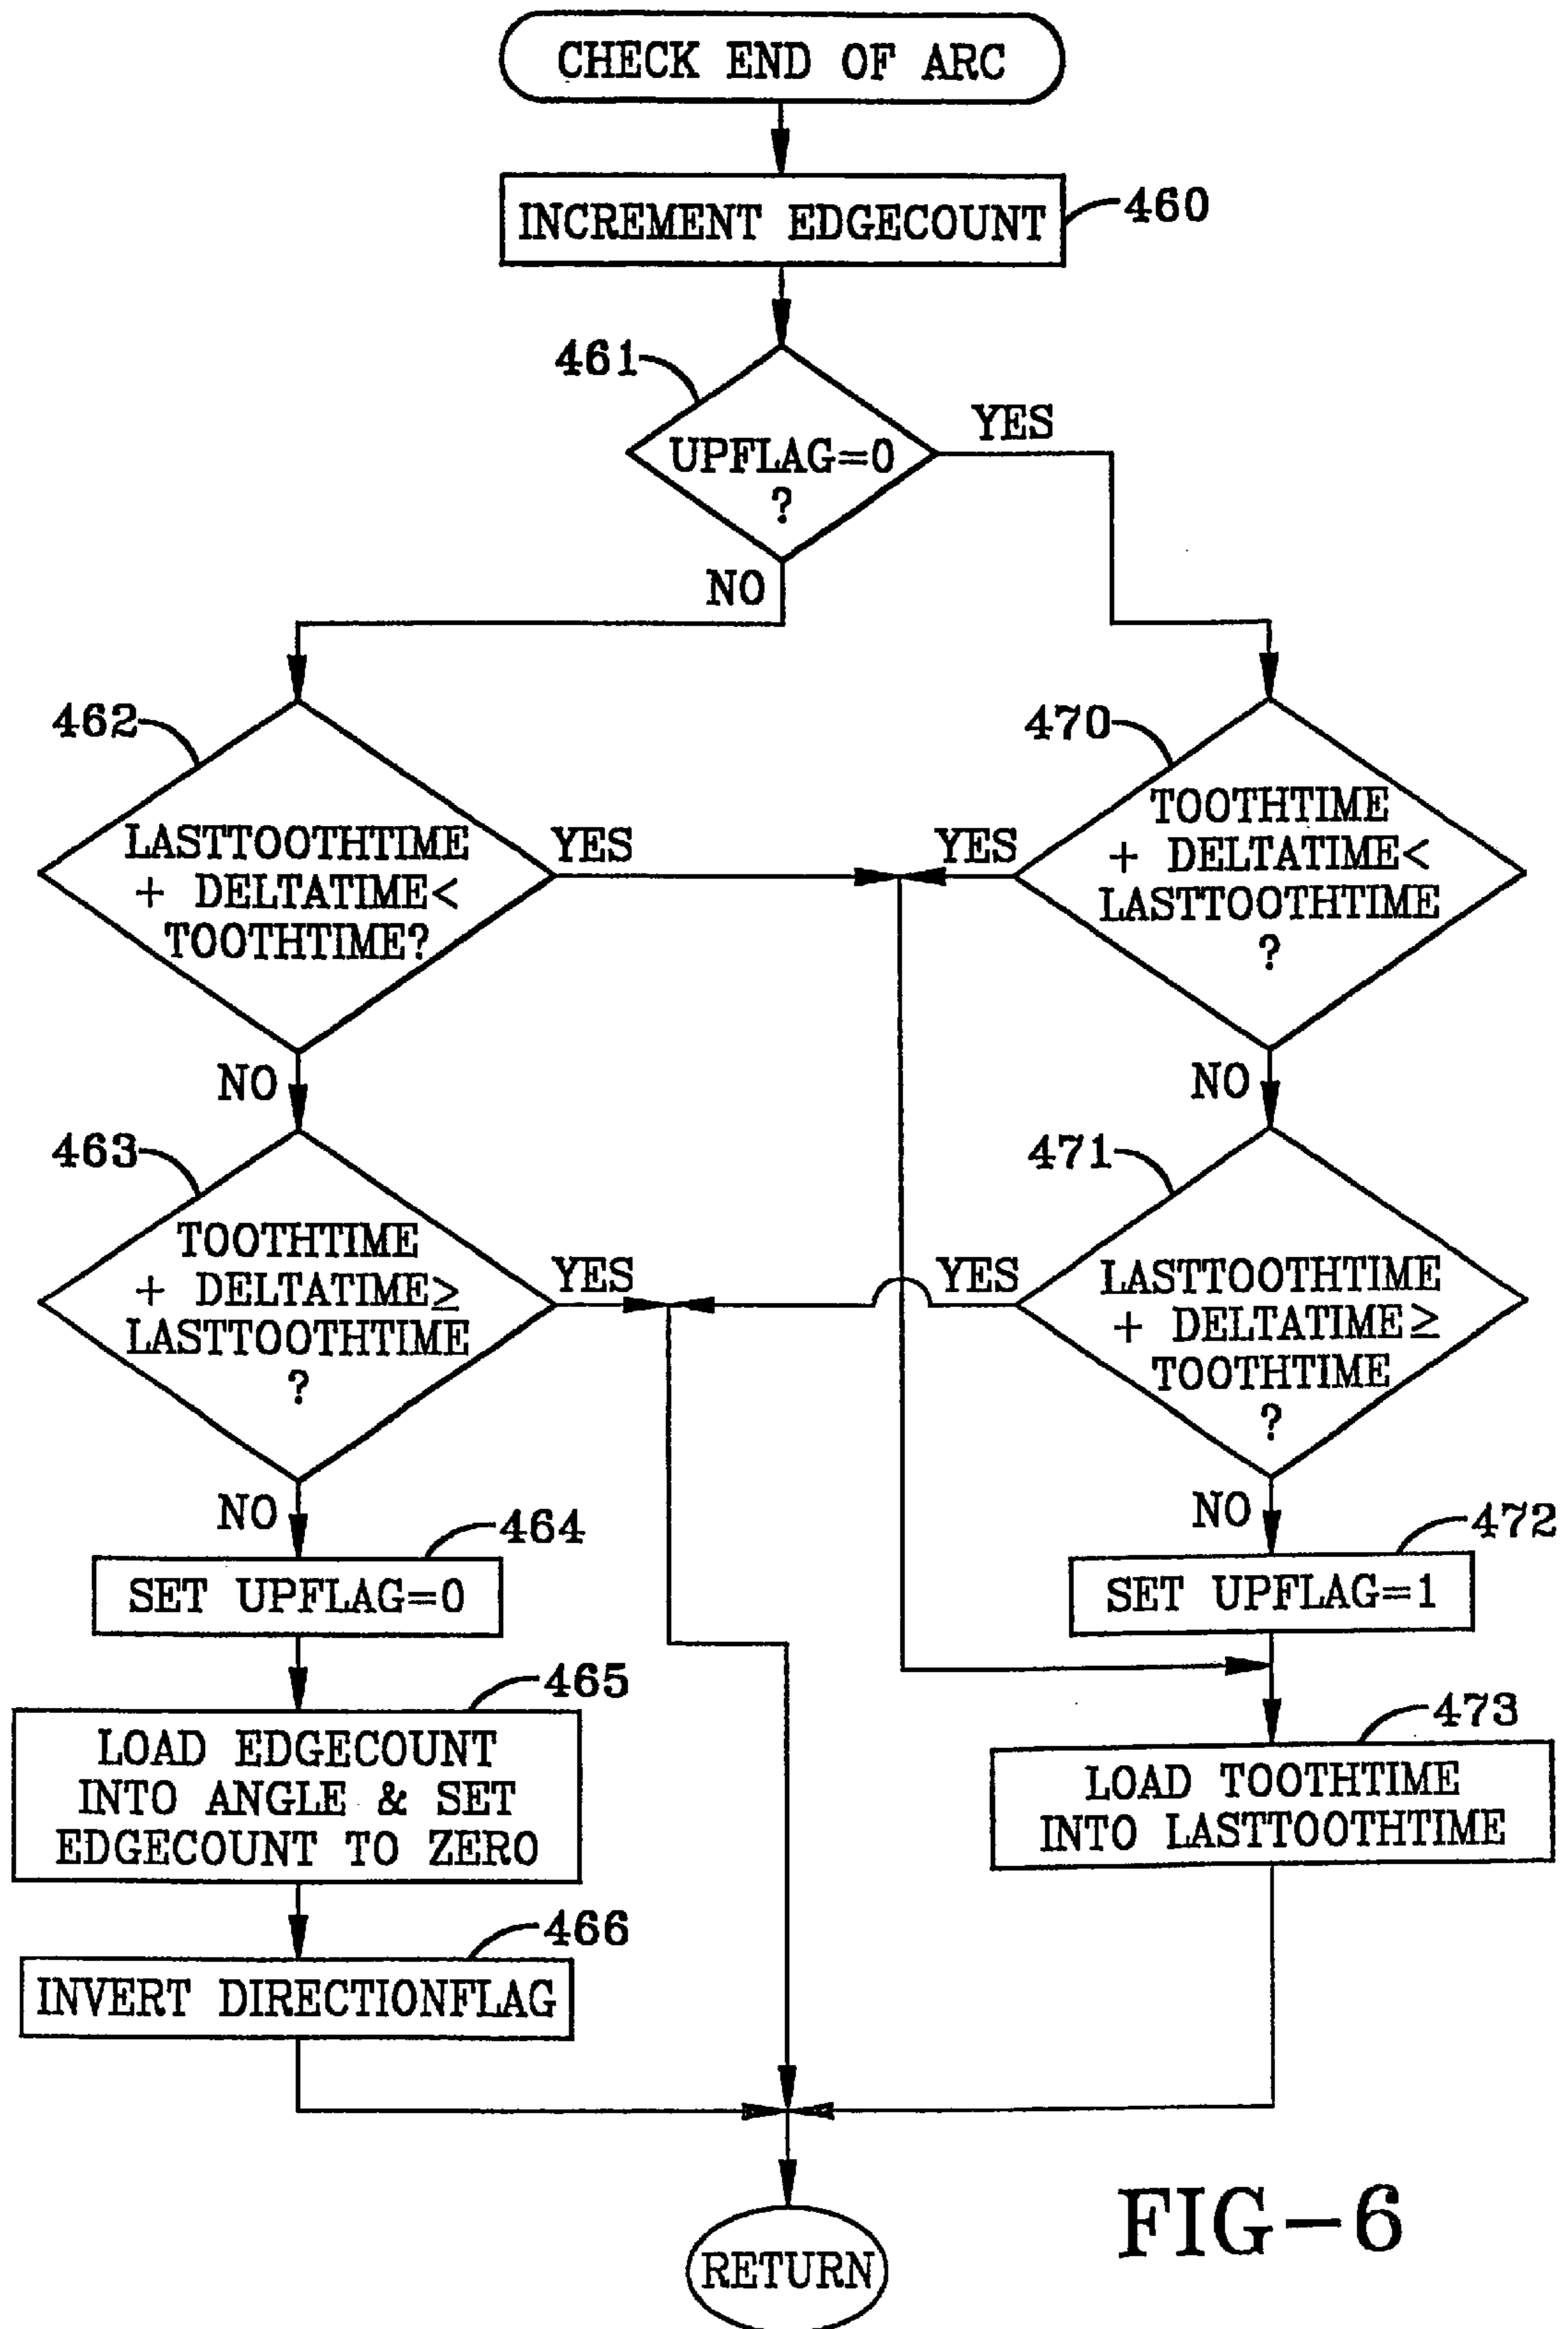 CHECK END OF ARC
INCREMENT EDGECOUNT
460
461
UPFLAG=0
?
YES
NO
462
LASTTOOTHTIME
+ DELTATIME<
TOOTHTIME?
YES
NO
470
TOOTHTIME
+ DELTATIME<
LASTTOOTHTIME
?
YES
NO
463
TOOTHTIME
+ DELTATIME≥
LASTTOOTHTIME
?
YES
NO
471
LASTTOOTHTIME
+ DELTATIME≥
TOOTHTIME
?
YES
NO
464
SET UPFLAG=0
472
SET UPFLAG=1
465
LOAD EDGECOUNT
INTO ANGLE & SET
EDGECOUNT TO ZERO
473
LOAD TOOTHTIME
INTO LASTTOOTHTIME
466
INVERT DIRECTIONFLAG
RETURN
FIG-6